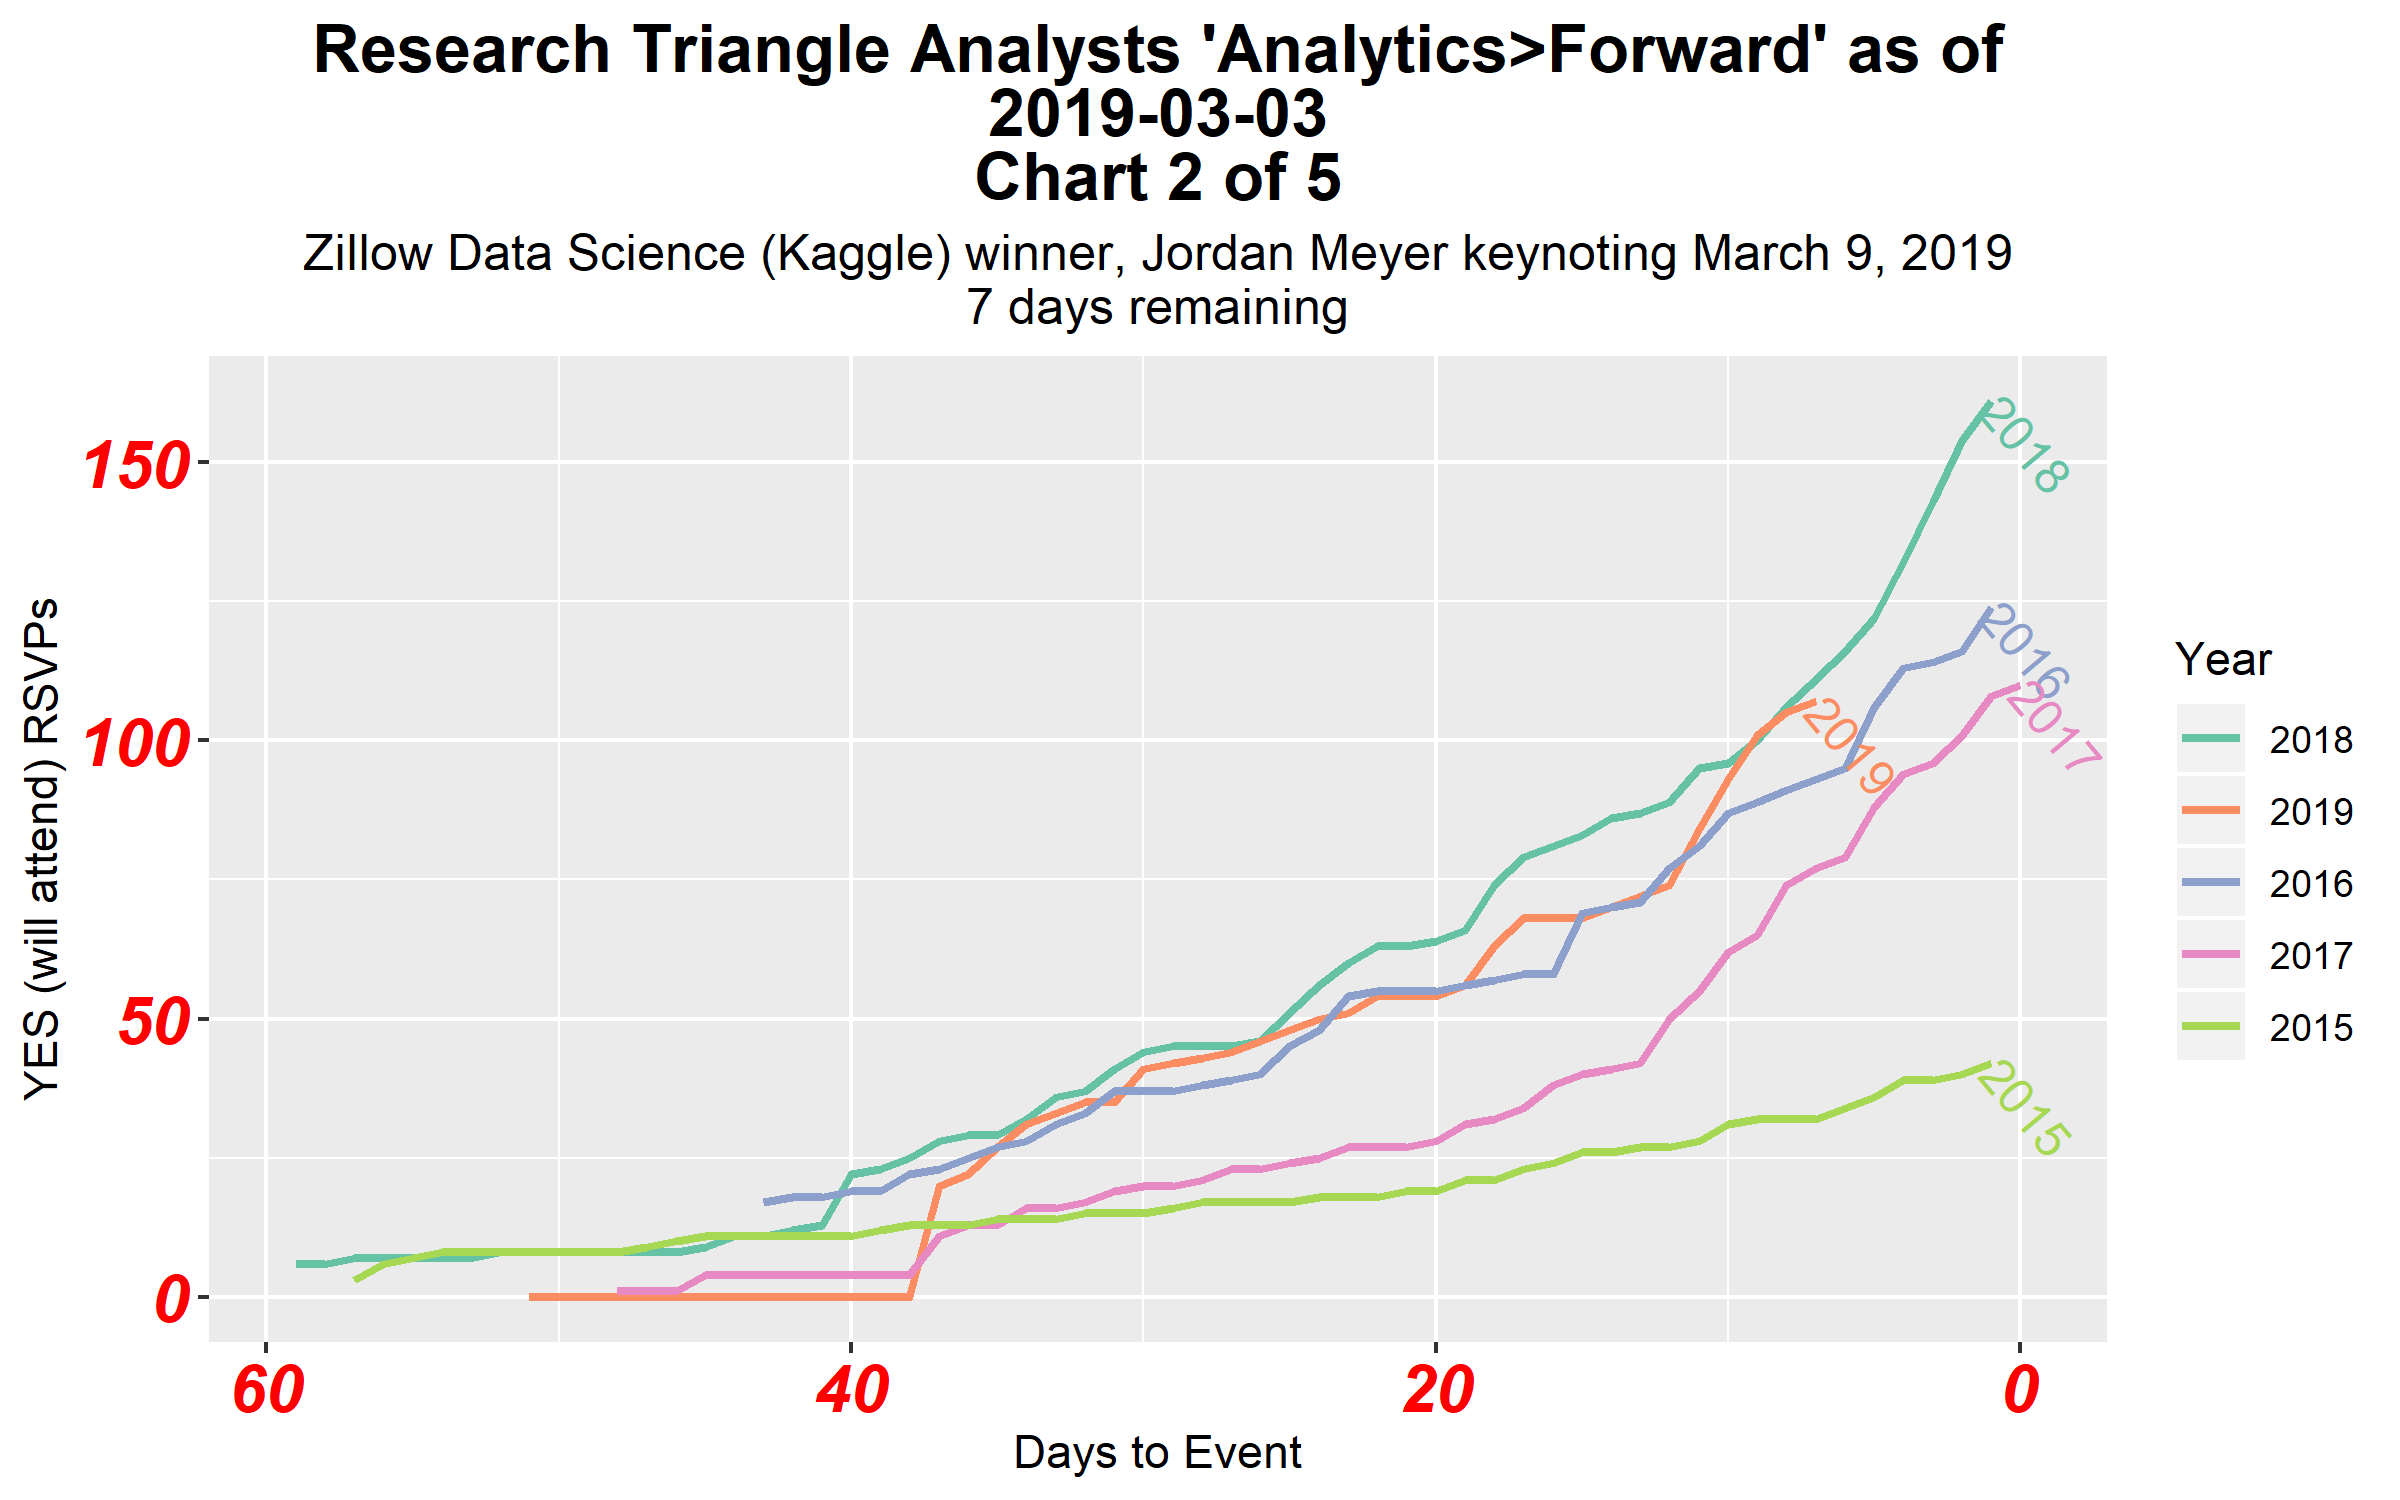 Research Triangle Analysts 'Analytics>Forward' as of
2019-03-03
Chart 2 of 5
Zillow Data Science (Kaggle) winner, Jordan Meyer keynoting March 9, 2019
7 days remaining
YES (will attend) RSVPs
150
100
50
0
2018
2016
2017
2019
2015
60
40
20
0
Days to Event
Year
2018
2019
2016
2017
2015